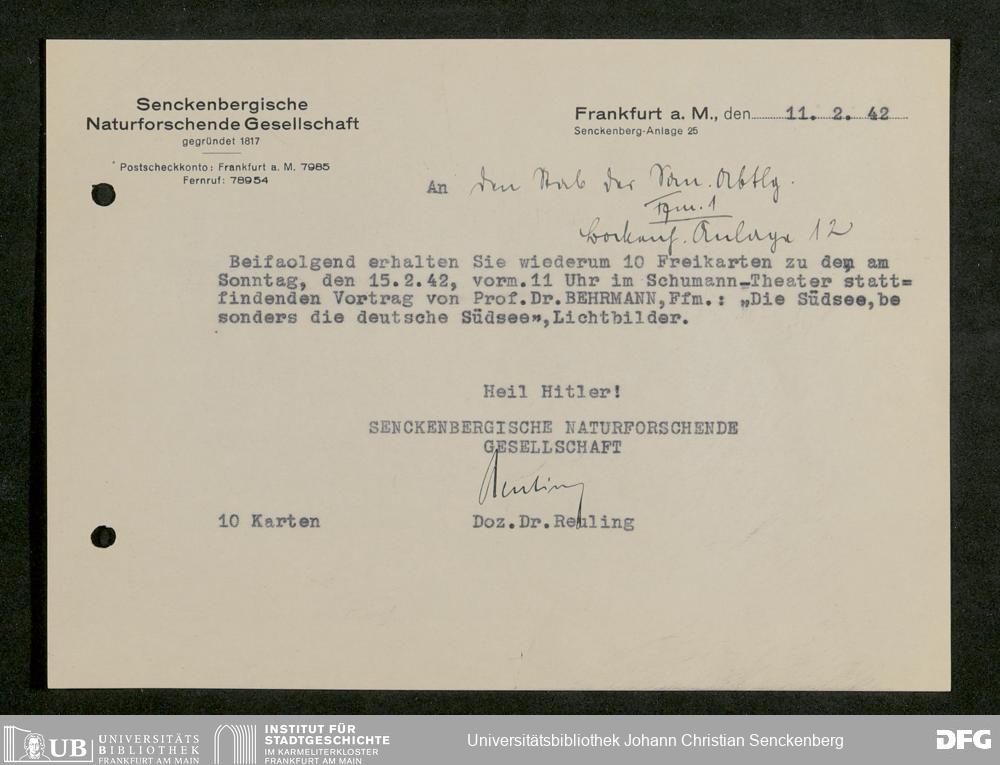 Senckenbergische
Naturforschende Gesellschaft
gegründet 1817
Postscheckkonto: Frankfurt a. M. 7985
Fernruf: 78954
Frankfurt a. M., den 11. 2. 42
Senckenberg-Anlage 25
An den Stab der San. Abtlg.
Ffm. 1
Bockenh. Anlage 12
Beifaolgend erhalten Sie wiederum 10 Freikarten zu dem am
Sonntag, den 15.2.42, vorm.11 Uhr im Schumann-Theater statt=
findenden Vortrag von Prof.Dr.BEHRMANN,Ffm.: „Die Südsee,be
sonders die deutsche Südsee",Lichtbilder.
Heil Hitler!
SENCKENBERGISCHE NATURFORSCHENDE
GESELLSCHAFT
Reuling
10 Karten
Doz.Dr.Reuling
UB UNIVERSITÄTS
BIBLIOTHEK
FRANKFURT AM MAIN
INSTITUT FÜR
STADTGESCHICHTE
IM KARMELITERKLOSTER
FRANKFURT AM MAIN
Universitätsbibliothek Johann Christian Senckenberg
DFG